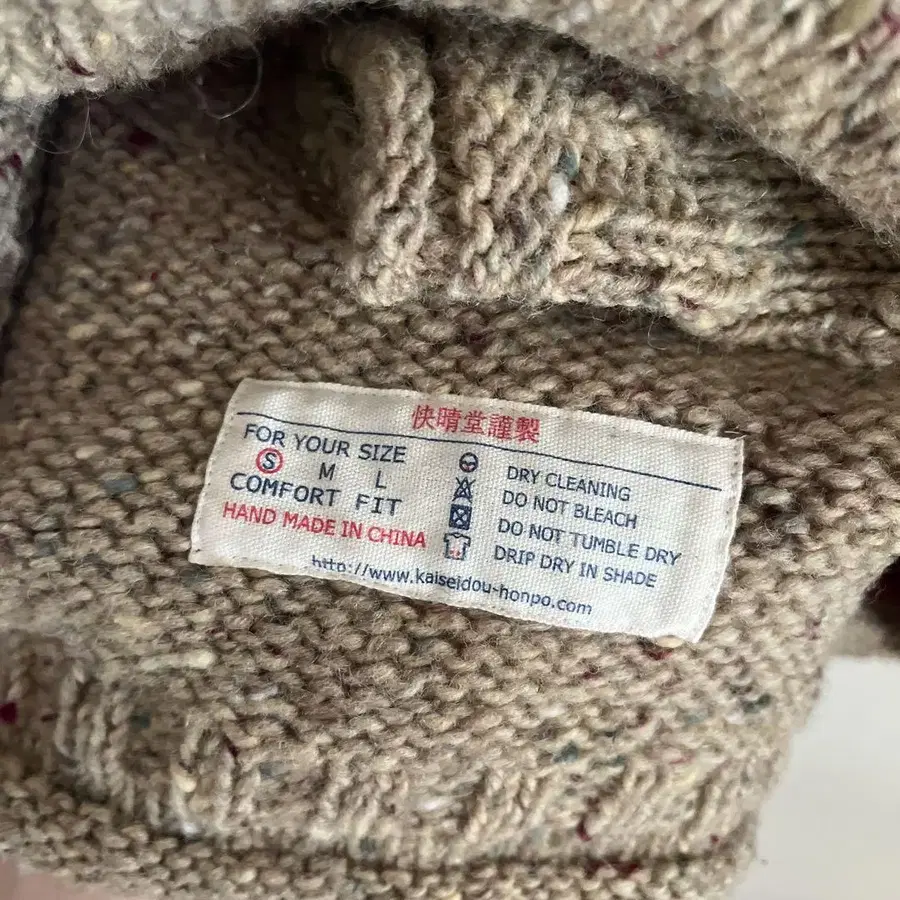 快晴堂謹製
FOR YOUR SIZE
S M L
COMFORT FIT
HAND MADE IN CHINA
DRY CLEANING
DO NOT BLEACH
DO NOT TUMBLE DRY
DRIP DRY IN SHADE
http://www.kaiseidou-honpo.com